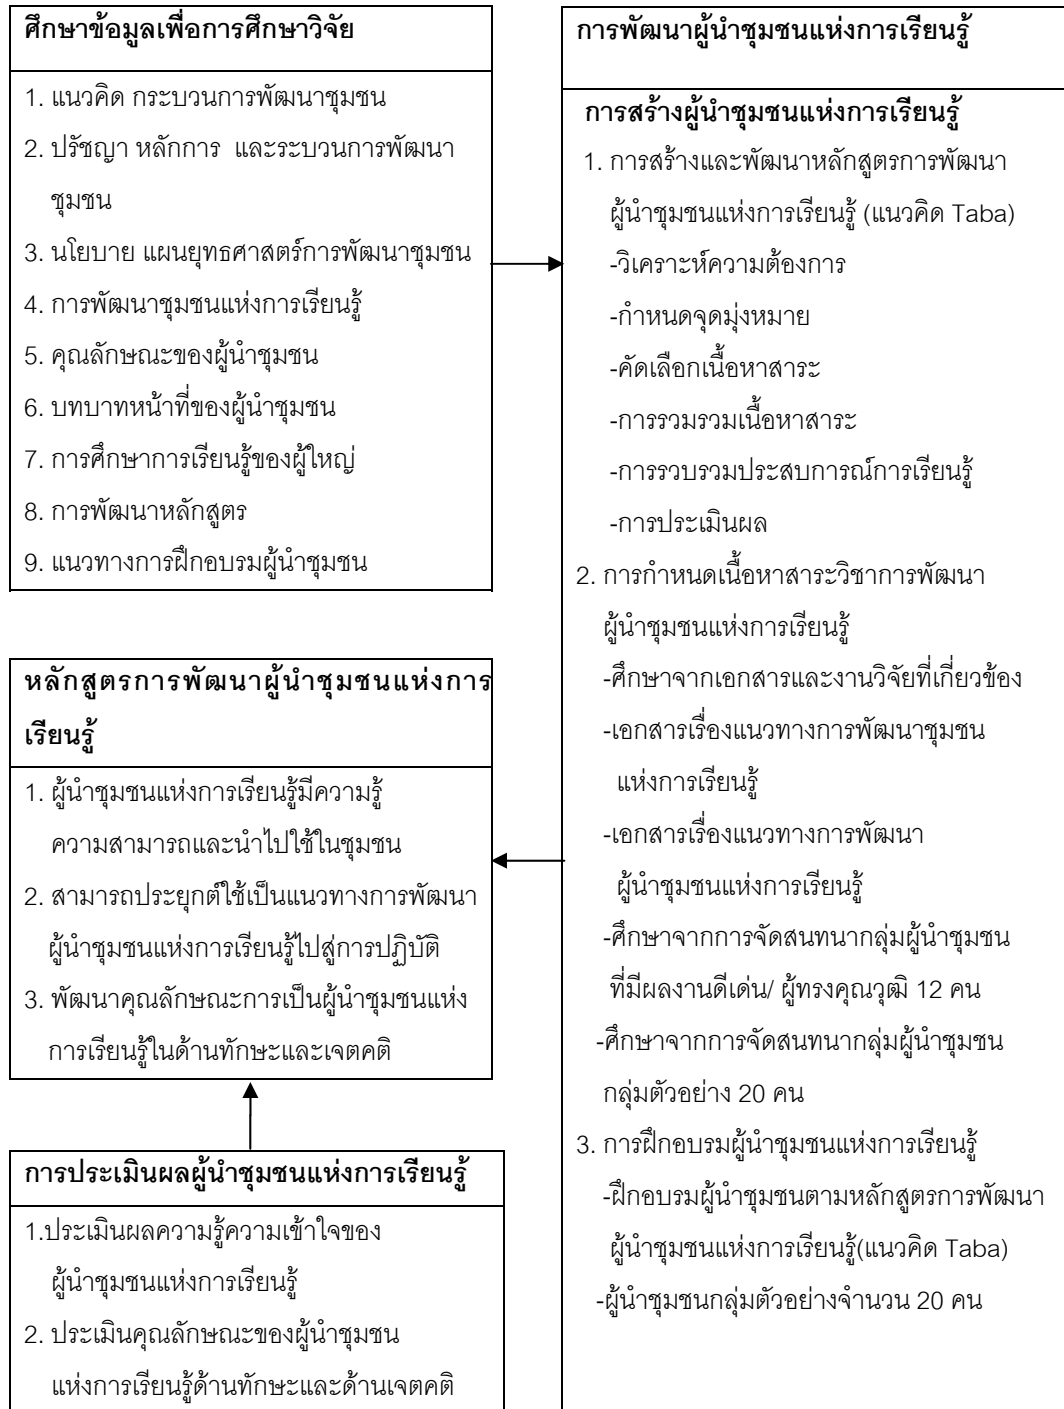 ศึกษาข้อมูลเพื่อการศึกษาวิจัย
1. แนวคิด กระบวนการพัฒนาชุมชน
2. ปรัชญา หลักการ และระบวนการพัฒนา
ชุมชน
3. นโยบาย แผนยุทธศาสตร์การพัฒนาชุมชน
4. การพัฒนาชุมชนแห่งการเรียนรู้
5. คุณลักษณะของผู้นำชุมชน
6. บทบาทหน้าที่ของผู้นำชุมชน
7. การศึกษาการเรียนรู้ของผู้ใหญ่
8. การพัฒนาหลักสูตร
9. แนวทางการฝึกอบรมผู้นำชุมชน
การพัฒนาผู้นำชุมชนแห่งการเรียนรู้
การสร้างผู้นำชุมชนแห่งการเรียนรู้
1. การสร้างและพัฒนาหลักสูตรการพัฒนา
ผู้นำชุมชนแห่งการเรียนรู้ (แนวคิด Taba)
-วิเคราะห์ความต้องการ
-กำหนดจุดมุ่งหมาย
-คัดเลือกเนื้อหาสาระ
-การรวมรวมเนื้อหาสาระ
-การรวบรวมประสบการณ์การเรียนรู้
-การประเมินผล
2. การกำหนดเนื้อหาสาระวิชาการพัฒนา
ผู้นำชุมชนแห่งการเรียนรู้
-ศึกษาจากเอกสารและงานวิจัยที่เกี่ยวข้อง
-เอกสารเรื่องแนวทางการพัฒนาชุมชน
แห่งการเรียนรู้
-เอกสารเรื่องแนวทางการพัฒนา
ผู้นำชุมชนแห่งการเรียนรู้
-ศึกษาจากการจัดสนทนากลุ่มผู้นำชุมชน
ที่มีผลงานดีเด่น/ ผู้ทรงคุณวุฒิ 12 คน
-ศึกษาจากการจัดสนทนากลุ่มผู้นำชุมชน
กลุ่มตัวอย่าง 20 คน
3. การฝึกอบรมผู้นำชุมชนแห่งการเรียนรู้
-ฝึกอบรมผู้นำชุมชนตามหลักสูตรการพัฒนา
ผู้นำชุมชนแห่งการเรียนรู้(แนวคิด Taba)
-ผู้นำชุมชนกลุ่มตัวอย่างจำนวน 20 คน
หลักสูตรการพัฒนาผู้นำชุมชนแห่งการ
เรียนรู้
1. ผู้นำชุมชนแห่งการเรียนรู้มีความรู้
ความสามารถและนำไปใช้ในชุมชน
2. สามารถประยุกต์ใช้เป็นแนวทางการพัฒนา
ผู้นำชุมชนแห่งการเรียนรู้ไปสู่การปฏิบัติ
3. พัฒนาคุณลักษณะการเป็นผู้นำชุมชนแห่ง
การเรียนรู้ในด้านทักษะและเจตคติ
การประเมินผลผู้นำชุมชนแห่งการเรียนรู้
1.ประเมินผลความรู้ความเข้าใจของ
ผู้นำชุมชนแห่งการเรียนรู้
2. ประเมินคุณลักษณะของผู้นำชุมชน
แห่งการเรียนรู้ด้านทักษะและด้านเจตคติ